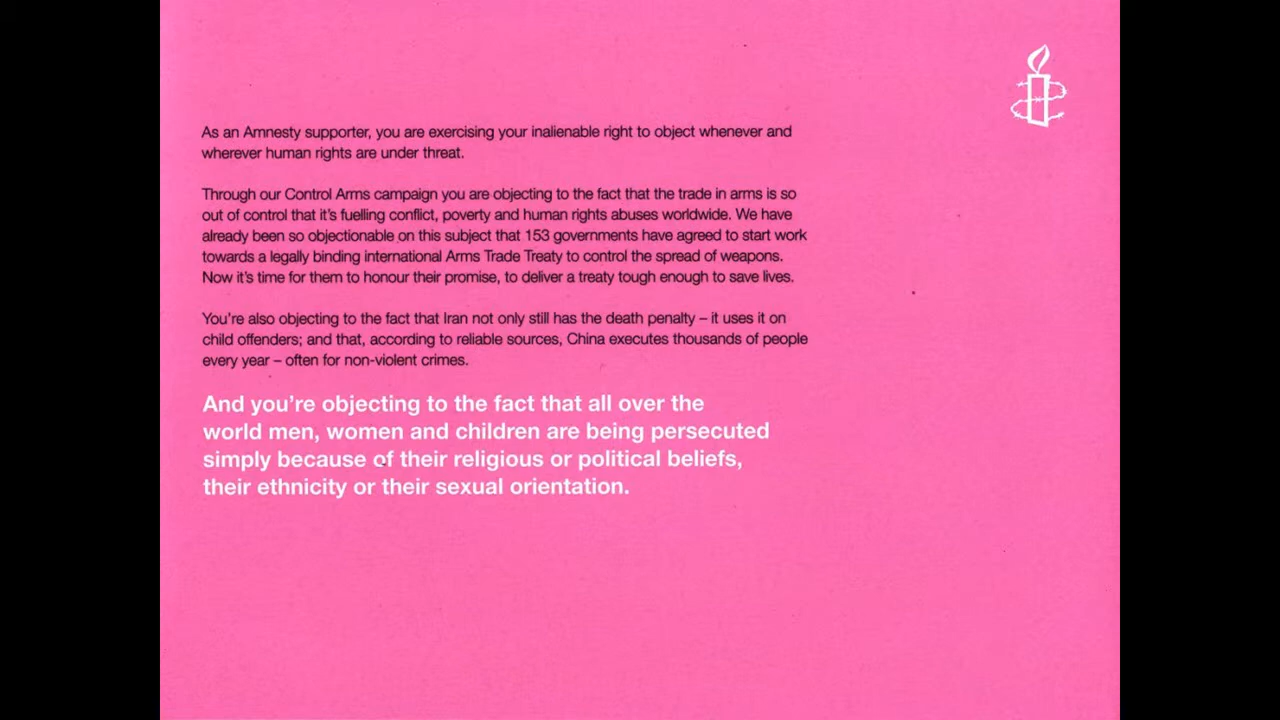 As an Amnesty supporter, you are exercising your inalienable right to object whenever and
wherever human rights are under threat.
Through our Control Arms campaign you are objecting to the fact that the trade in arms is so
out of control that it's fuelling conflict, poverty and human rights abuses worldwide. We have
already been so objectionable on this subject that 153 governments have agreed to start work
towards a legally binding international Arms Trade Treaty to control the spread of weapons.
Now it's time for them to honour their promise, to deliver a treaty tough enough to save lives.
You're also objecting to the fact that Iran not only still has the death penalty – it uses it on
child offenders; and that, according to reliable sources, China executes thousands of people
every year – often for non-violent crimes.
And you're objecting to the fact that all over the
world men, women and children are being persecuted
simply because of their religious or political beliefs,
their ethnicity or their sexual orientation.